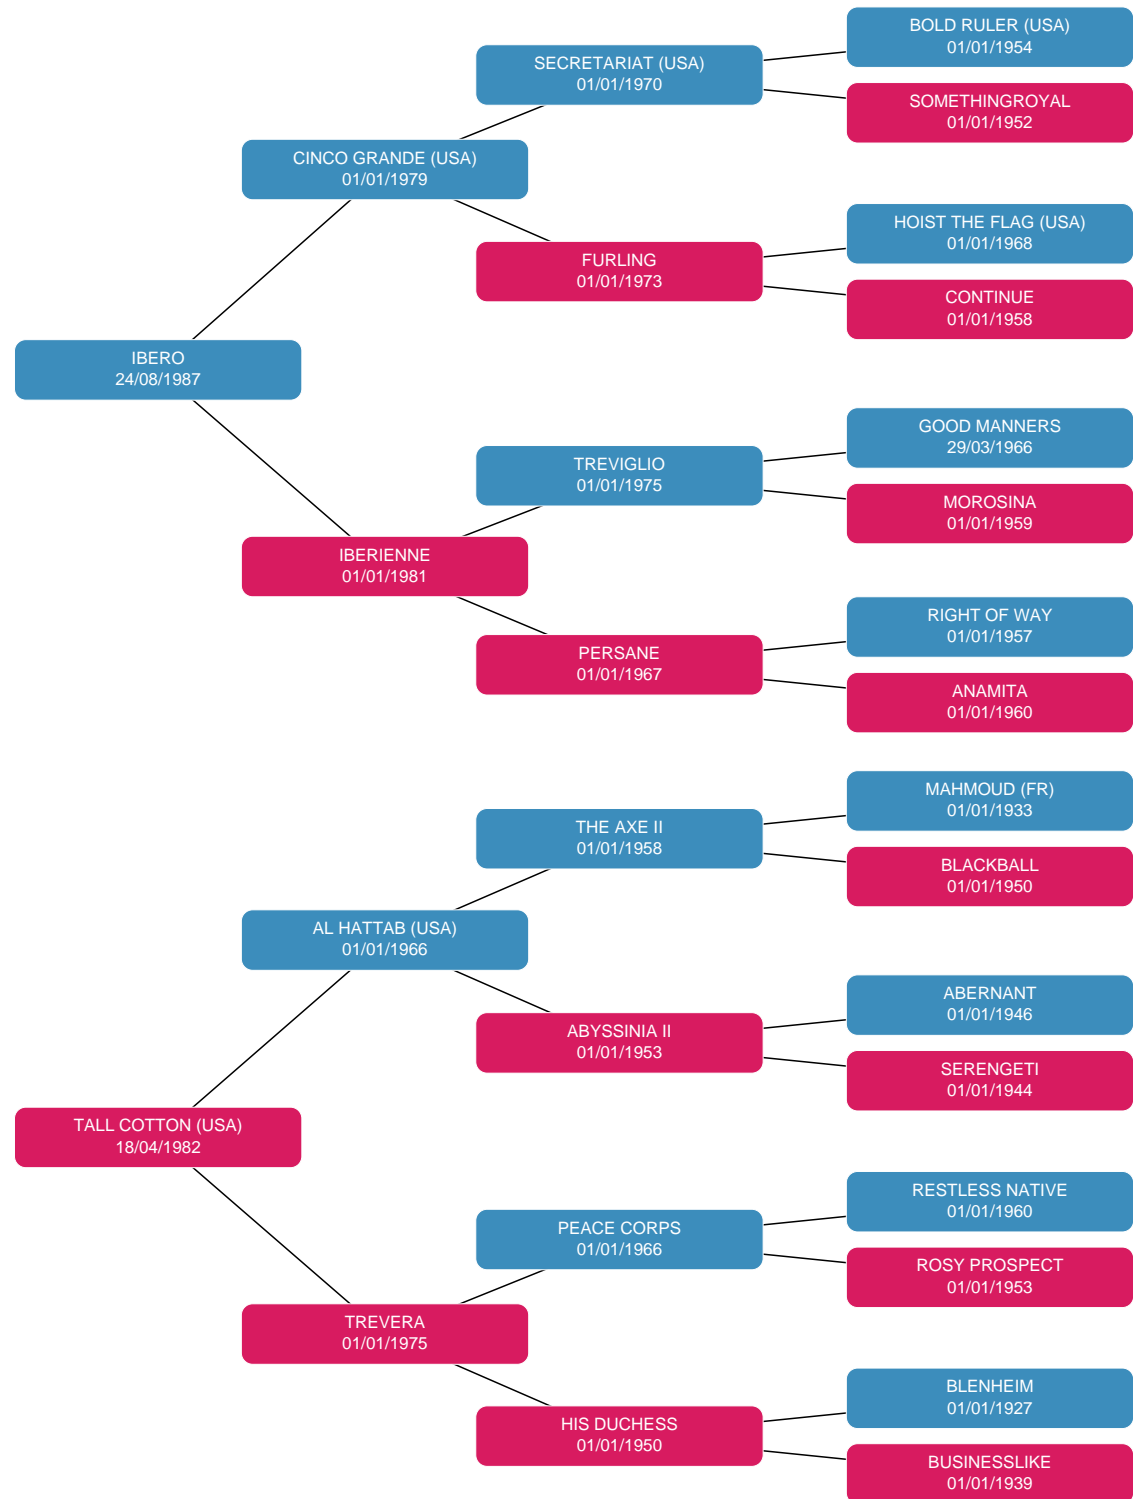 BOLD RULER (USA)
01/01/1954
SECRETARIAT (USA)
01/01/1970
SOMETHINGROYAL
01/01/1952
CINCO GRANDE (USA)
01/01/1979
HOIST THE FLAG (USA)
01/01/1968
FURLING
01/01/1973
CONTINUE
01/01/1958
IBERO
24/08/1987
GOOD MANNERS
29/03/1966
TREVIGLIO
01/01/1975
MOROSINA
01/01/1959
IBERIENNE
01/01/1981
RIGHT OF WAY
01/01/1957
PERSANE
01/01/1967
ANAMITA
01/01/1960
MAHMOUD (FR)
01/01/1933
THE AXE II
01/01/1958
BLACKBALL
01/01/1950
AL HATTAB (USA)
01/01/1966
ABERNANT
01/01/1946
ABYSSINIA II
01/01/1953
SERENGETI
01/01/1944
TALL COTTON (USA)
18/04/1982
RESTLESS NATIVE
01/01/1960
PEACE CORPS
01/01/1966
ROSY PROSPECT
01/01/1953
TREVERA
01/01/1975
BLENHEIM
01/01/1927
HIS DUCHESS
01/01/1950
BUSINESSLIKE
01/01/1939